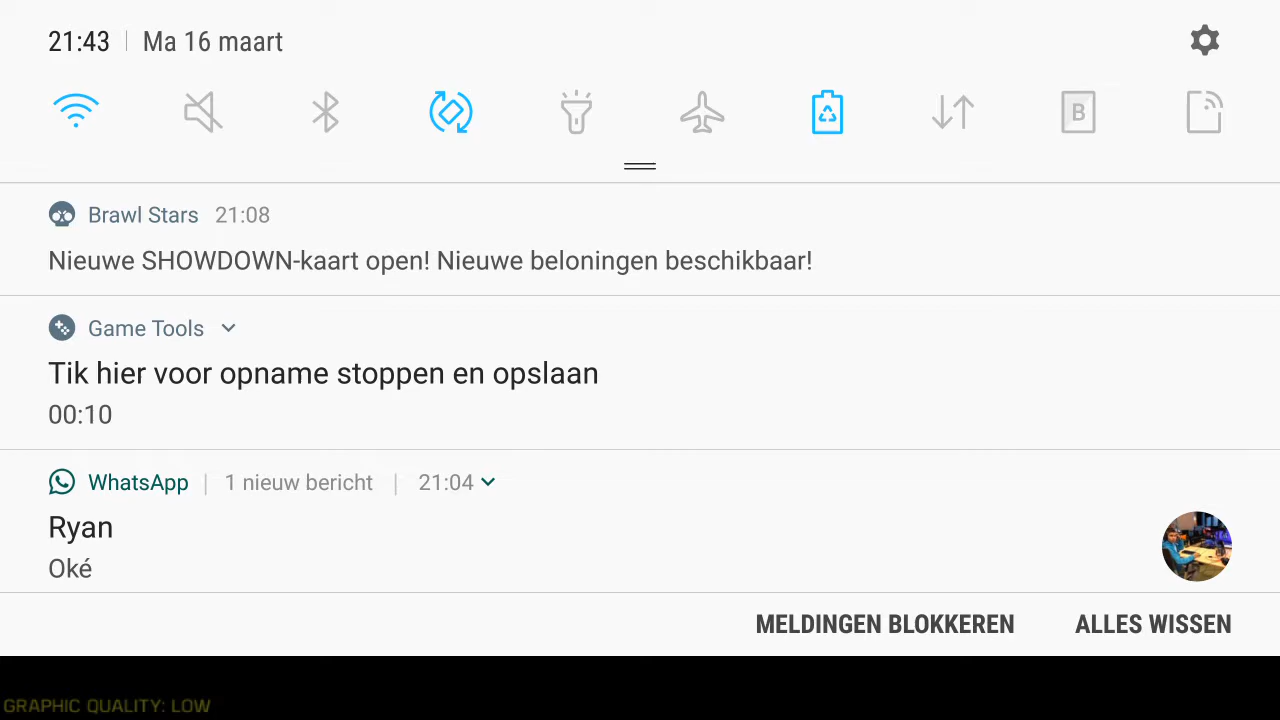 21:43 | Ma 16 maart
B
Brawl Stars 21:08
Nieuwe SHOWDOWN-kaart open! Nieuwe beloningen beschikbaar!
Game Tools
Tik hier voor opname stoppen en opslaan
00:10
WhatsApp | 1 nieuw bericht | 21:04
Ryan
Oké
MELDINGEN BLOKKEREN ALLES WISSEN
GRAPHIC QUALITY: LOW